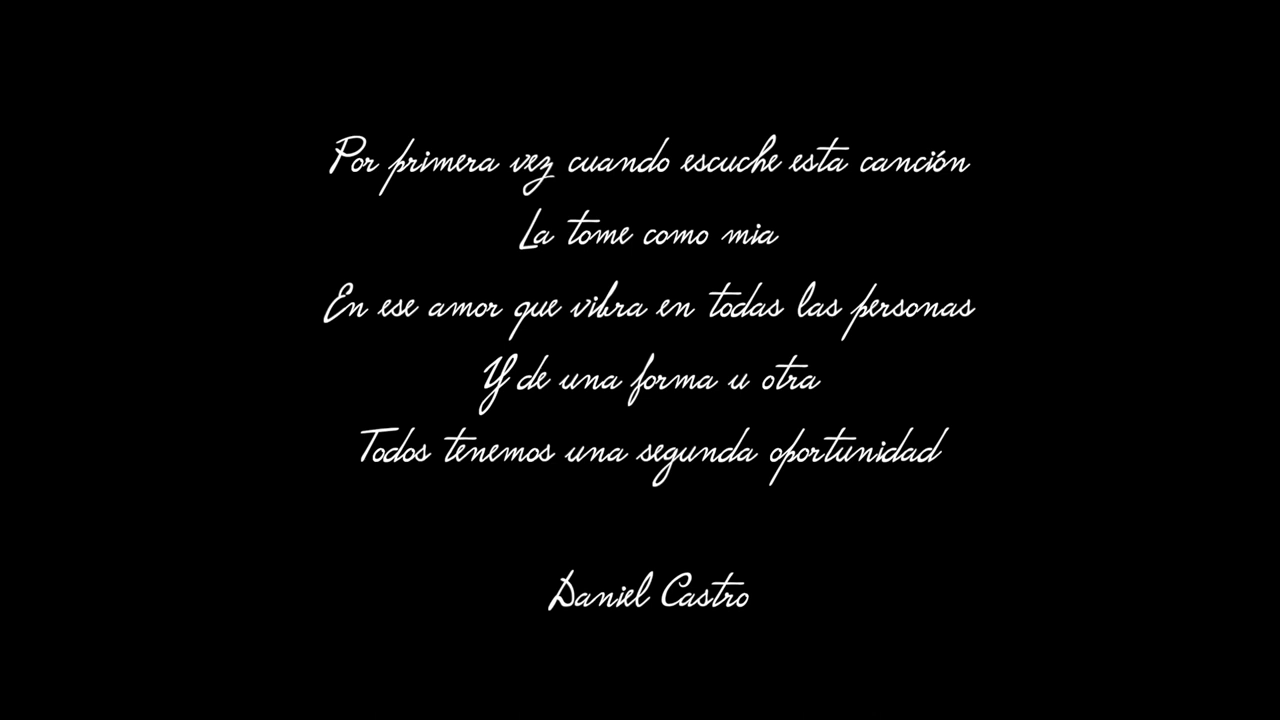 Por primera vez cuando escuche esta canción
La tome como mia
En ese amor que vibra en todas las personas
Y de una forma u otra
Todos tenemos una segunda oportunidad
Daniel Castro